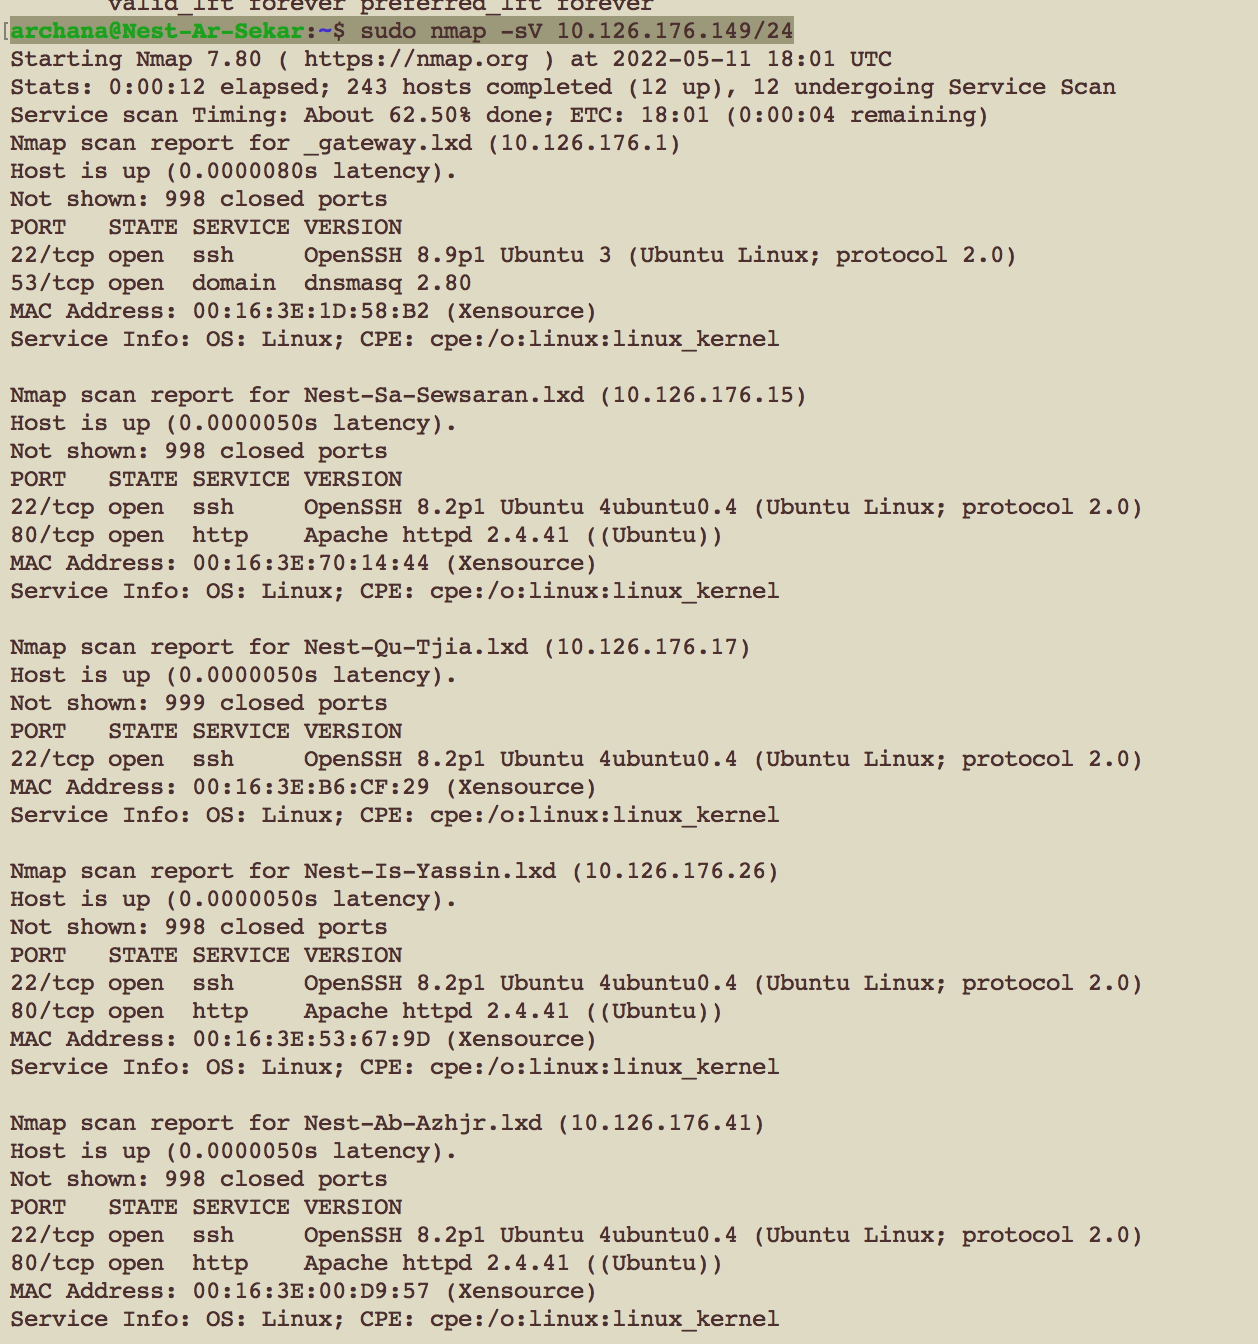 valid_lft forever preferred_lft forever
[archana@Nest-Ar-Sekar:~$ sudo nmap -sV 10.126.176.149/24
Starting Nmap 7.80 ( https://nmap.org ) at 2022-05-11 18:01 UTC
Stats: 0:00:12 elapsed; 243 hosts completed (12 up), 12 undergoing Service Scan
Service scan Timing: About 62.50% done; ETC: 18:01 (0:00:04 remaining)
Nmap scan report for _gateway.lxd (10.126.176.1)
Host is up (0.0000080s latency).
Not shown: 998 closed ports
PORT   STATE SERVICE VERSION
22/tcp open  ssh     OpenSSH 8.9p1 Ubuntu 3 (Ubuntu Linux; protocol 2.0)
53/tcp open  domain  dnsmasq 2.80
MAC Address: 00:16:3E:1D:58:B2 (Xensource)
Service Info: OS: Linux; CPE: cpe:/o:linux:linux_kernel

Nmap scan report for Nest-Sa-Sewsaran.lxd (10.126.176.15)
Host is up (0.0000050s latency).
Not shown: 998 closed ports
PORT   STATE SERVICE VERSION
22/tcp open  ssh     OpenSSH 8.2p1 Ubuntu 4ubuntu0.4 (Ubuntu Linux; protocol 2.0)
80/tcp open  http    Apache httpd 2.4.41 ((Ubuntu))
MAC Address: 00:16:3E:70:14:44 (Xensource)
Service Info: OS: Linux; CPE: cpe:/o:linux:linux_kernel

Nmap scan report for Nest-Qu-Tjia.lxd (10.126.176.17)
Host is up (0.0000050s latency).
Not shown: 999 closed ports
PORT   STATE SERVICE VERSION
22/tcp open  ssh     OpenSSH 8.2p1 Ubuntu 4ubuntu0.4 (Ubuntu Linux; protocol 2.0)
MAC Address: 00:16:3E:B6:CF:29 (Xensource)
Service Info: OS: Linux; CPE: cpe:/o:linux:linux_kernel

Nmap scan report for Nest-Is-Yassin.lxd (10.126.176.26)
Host is up (0.0000050s latency).
Not shown: 998 closed ports
PORT   STATE SERVICE VERSION
22/tcp open  ssh     OpenSSH 8.2p1 Ubuntu 4ubuntu0.4 (Ubuntu Linux; protocol 2.0)
80/tcp open  http    Apache httpd 2.4.41 ((Ubuntu))
MAC Address: 00:16:3E:53:67:9D (Xensource)
Service Info: OS: Linux; CPE: cpe:/o:linux:linux_kernel

Nmap scan report for Nest-Ab-Azhjr.lxd (10.126.176.41)
Host is up (0.0000050s latency).
Not shown: 998 closed ports
PORT   STATE SERVICE VERSION
22/tcp open  ssh     OpenSSH 8.2p1 Ubuntu 4ubuntu0.4 (Ubuntu Linux; protocol 2.0)
80/tcp open  http    Apache httpd 2.4.41 ((Ubuntu))
MAC Address: 00:16:3E:00:D9:57 (Xensource)
Service Info: OS: Linux; CPE: cpe:/o:linux:linux_kernel